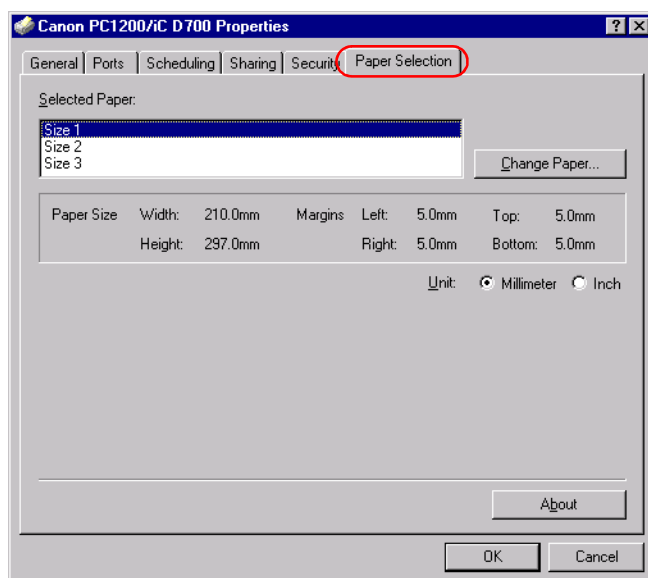 Canon PC1200/iC D700 Properties
General Ports Scheduling Sharing Security Paper Selection
Selected Paper:
Size 1
Size 2
Size 3
Change Paper...
Paper Size Width: 210.0mm Margins Left: 5.0mm Top: 5.0mm
Height: 297.0mm Right: 5.0mm Bottom: 5.0mm
Unit: Millimeter Inch
About
OK Cancel